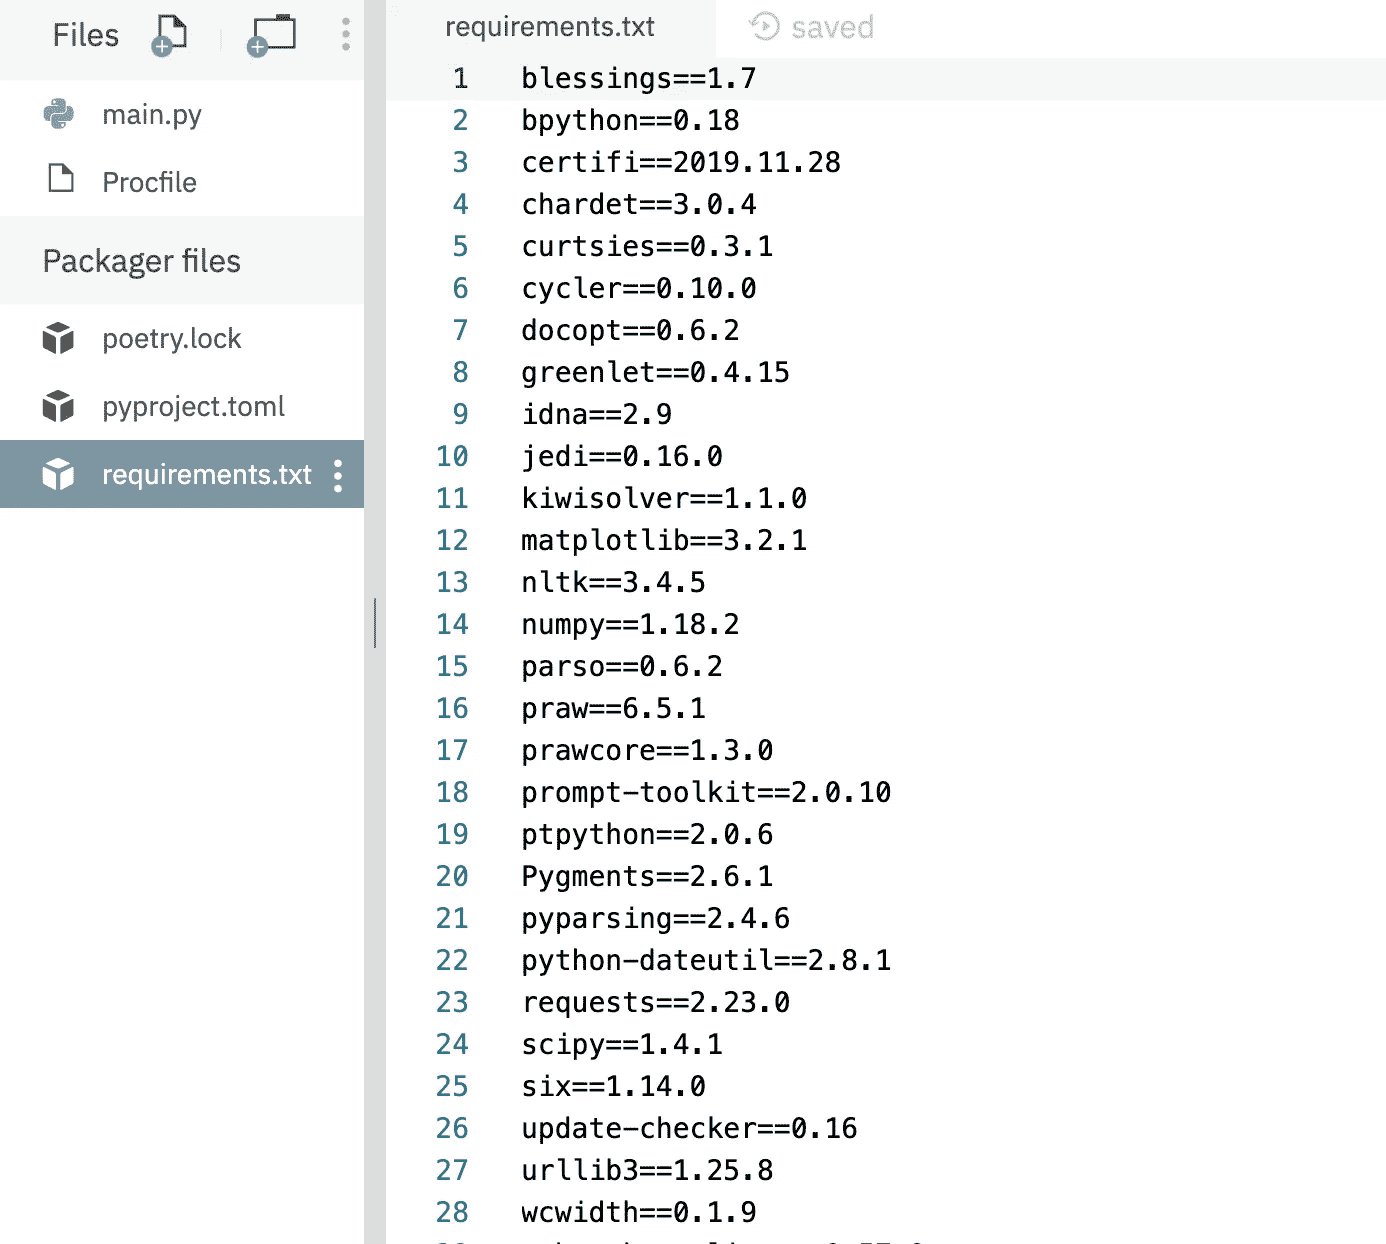 Files
main.py
Procfile
Packager files
poetry.lock
pyproject.toml
requirements.txt
requirements.txt saved
1 blessings==1.7
2 bpython==0.18
3 certifi==2019.11.28
4 chardet==3.0.4
5 curtsies==0.3.1
6 cycler==0.10.0
7 docopt==0.6.2
8 greenlet==0.4.15
9 idna==2.9
10 jedi==0.16.0
11 kiwisolver==1.1.0
12 matplotlib==3.2.1
13 nltk==3.4.5
14 numpy==1.18.2
15 parso==0.6.2
16 praw==6.5.1
17 prawcore==1.3.0
18 prompt-toolkit==2.0.10
19 ptpython==2.0.6
20 Pygments==2.6.1
21 pyparsing==2.4.6
22 python-dateutil==2.8.1
23 requests==2.23.0
24 scipy==1.4.1
25 six==1.14.0
26 update-checker==0.16
27 urllib3==1.25.8
28 wcwidth==0.1.9